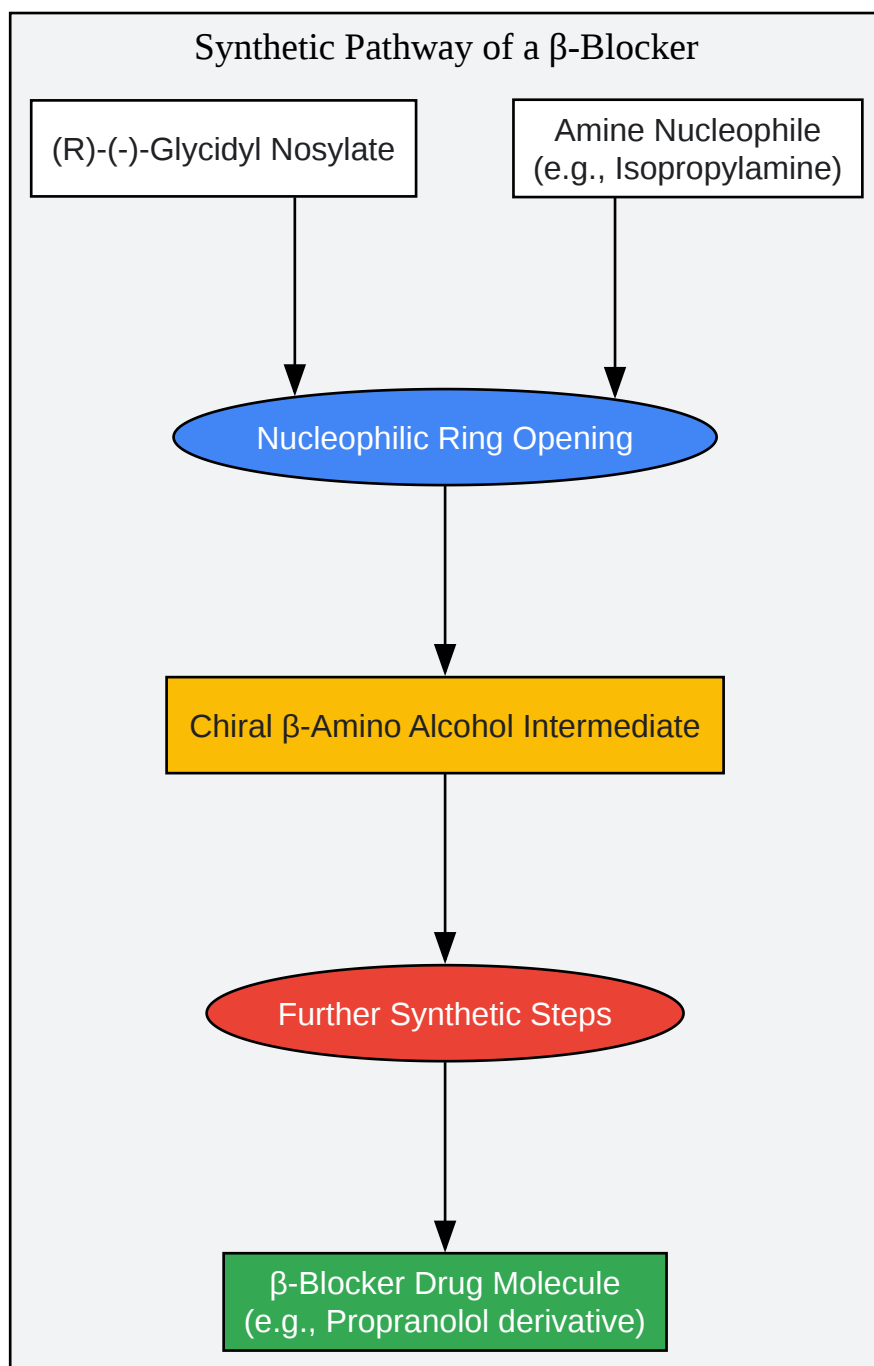 Synthetic Pathway of a β-Blocker
(R)-(-)-Glycidyl Nosylate
Amine Nucleophile
(e.g., Isopropylamine)
Nucleophilic Ring Opening
Chiral β-Amino Alcohol Intermediate
Further Synthetic Steps
β-Blocker Drug Molecule
(e.g., Propranolol derivative)